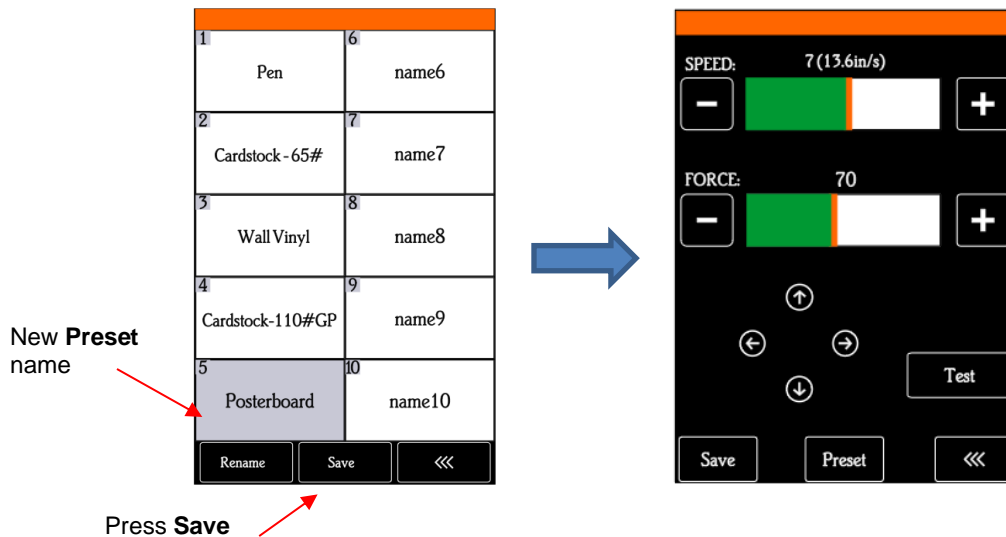 1
Pen
6
name6
2
Cardstock - 65#
7
name7
3
Wall Vinyl
8
name8
4
Cardstock-110#GP
9
name9
5
Posterboard
10
name10
Rename Save <<<
New Preset
name
Press Save
SPEED: 7 (13.6in/s)
− +
FORCE: 70
− +
Test
Save Preset <<<